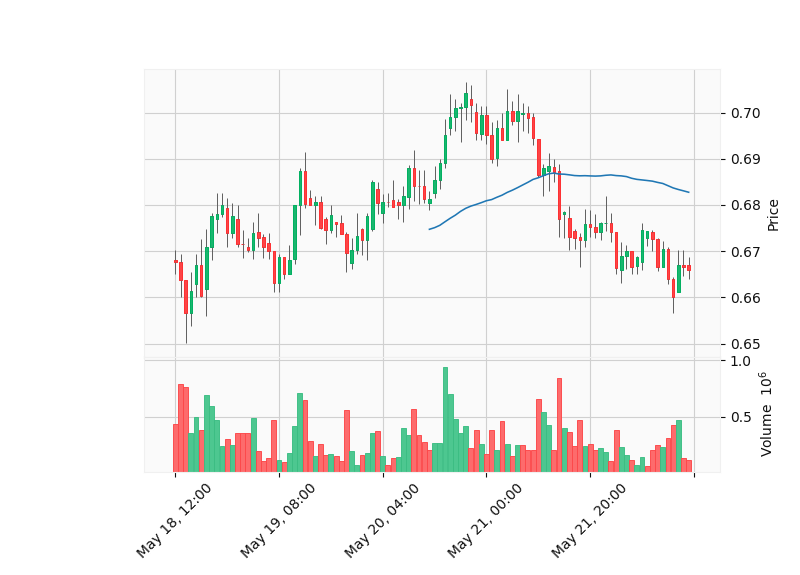 0.70
0.69
0.68
0.67
0.66
0.65
Price
1.0
0.5
Volume 10^6
May 18, 12:00
May 19, 08:00
May 20, 04:00
May 21, 00:00
May 21, 20:00